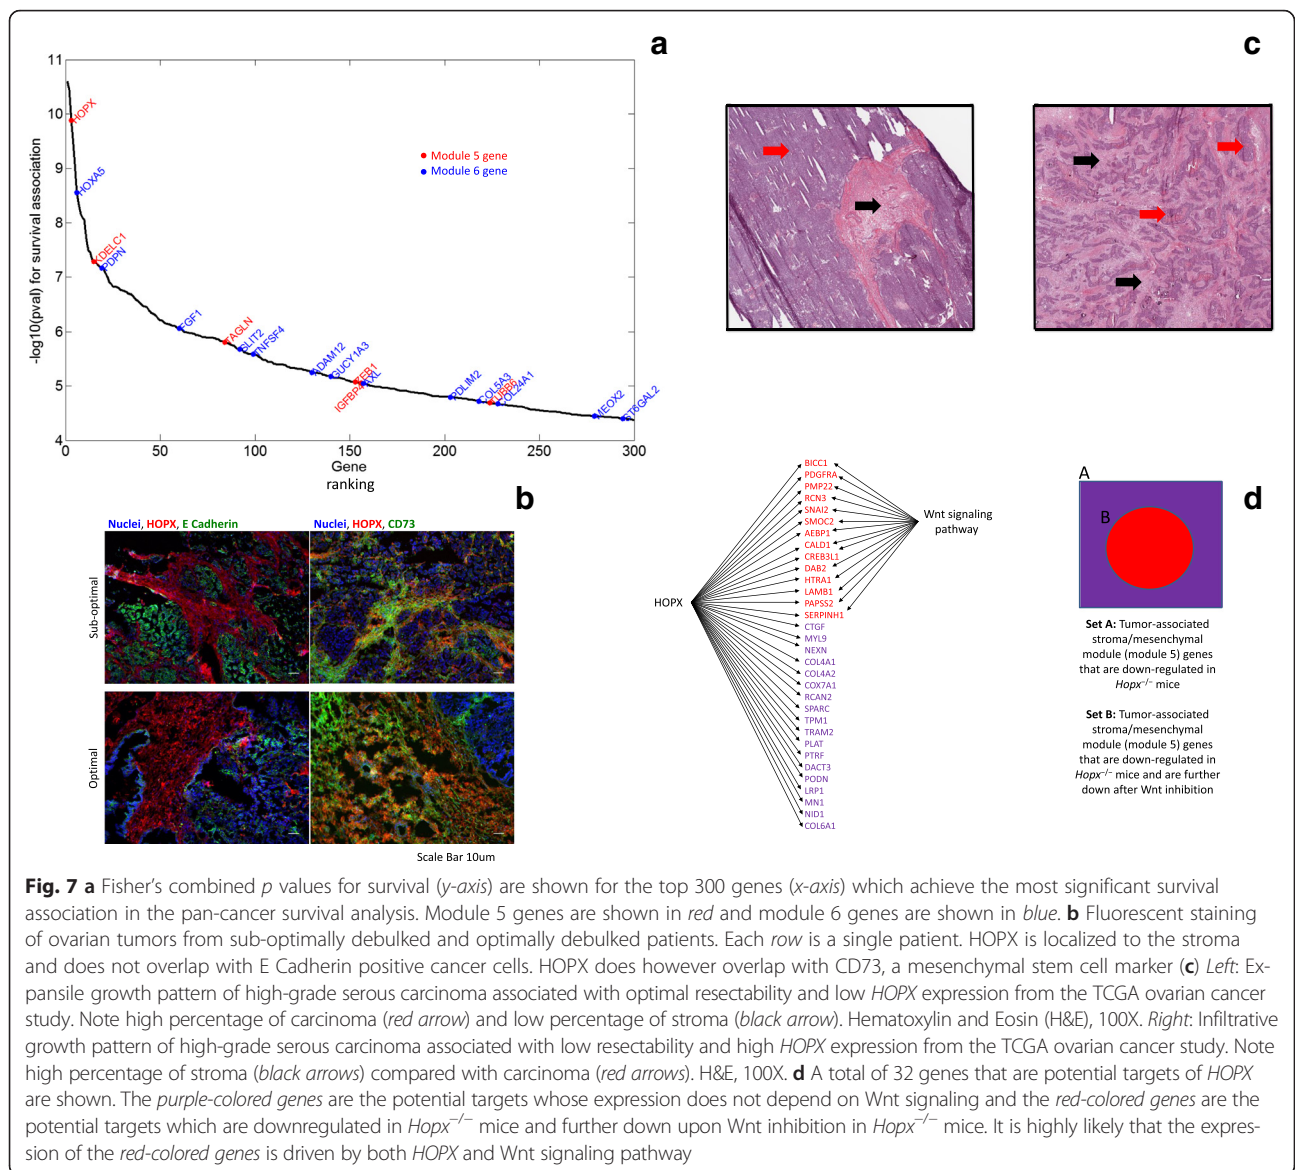 a
11
10
9
8
7
6
5
4
-log10(pval) for survival association
HOPX
HOXA5
KDELC1
PDPN
FGF1
TAGLN
SLIT2
TNFSF4
ADAM12
GUCY1A3
ZEB1
IGFBP4
AXL
PDLIM2
COL5A3
TUBB6
COL24A1
MEOX2
ST6GAL2
Module 5 gene
Module 6 gene
0
50
100
150
200
250
300
Gene
ranking
c
b
Nuclei, HOPX, E Cadherin
Nuclei, HOPX, CD73
Sub-optimal
Optimal
Scale Bar 10um
d
HOPX
BICC1
PDGFRA
PMP22
RCN3
SNAI2
SMOC2
AEBP1
CALD1
CREB3L1
DAB2
HTRA1
LAMB1
PAPSS2
SERPINH1
CTGF
MYL9
NEXN
COL4A1
COL4A2
COX7A1
RCAN2
SPARC
TPM1
TRAM2
PLAT
PTRF
DACT3
PODN
LRP1
MN1
NID1
COL6A1
Wnt signaling
pathway
A
B
Set A: Tumor-associated
stroma/mesenchymal
module (module 5) genes
that are down-regulated in
Hopx⁻/⁻ mice
Set B: Tumor-associated
stroma/mesenchymal
module (module 5) genes
that are down-regulated in
Hopx⁻/⁻ mice and are further
down after Wnt inhibition
Fig. 7 a Fisher's combined p values for survival (y-axis) are shown for the top 300 genes (x-axis) which achieve the most significant survival
association in the pan-cancer survival analysis. Module 5 genes are shown in red and module 6 genes are shown in blue. b Fluorescent staining
of ovarian tumors from sub-optimally debulked and optimally debulked patients. Each row is a single patient. HOPX is localized to the stroma
and does not overlap with E Cadherin positive cancer cells. HOPX does however overlap with CD73, a mesenchymal stem cell marker (c) Left: Ex-
pansile growth pattern of high-grade serous carcinoma associated with optimal resectability and low HOPX expression from the TCGA ovarian cancer
study. Note high percentage of carcinoma (red arrow) and low percentage of stroma (black arrow). Hematoxylin and Eosin (H&E), 100X. Right: Infiltrative
growth pattern of high-grade serous carcinoma associated with low resectability and high HOPX expression from the TCGA ovarian cancer study. Note
high percentage of stroma (black arrows) compared with carcinoma (red arrows). H&E, 100X. d A total of 32 genes that are potential targets of HOPX
are shown. The purple-colored genes are the potential targets whose expression does not depend on Wnt signaling and the red-colored genes are the
potential targets which are downregulated in Hopx⁻/⁻ mice and further down upon Wnt inhibition in Hopx⁻/⁻ mice. It is highly likely that the expres-
sion of the red-colored genes is driven by both HOPX and Wnt signaling pathway